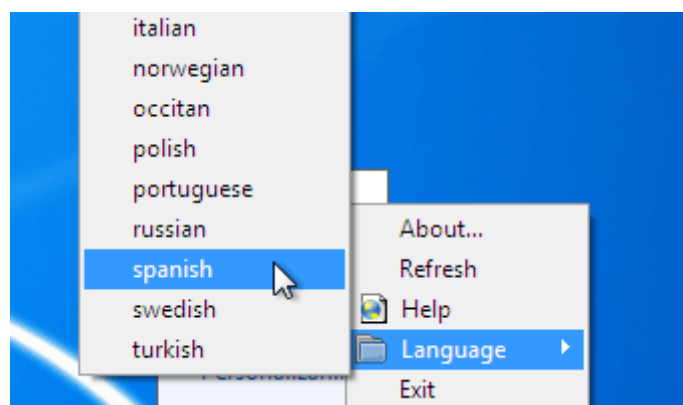 italian
norwegian
occitan
polish
portuguese
russian
spanish
swedish
turkish
About...
Refresh
Help
Language
Exit